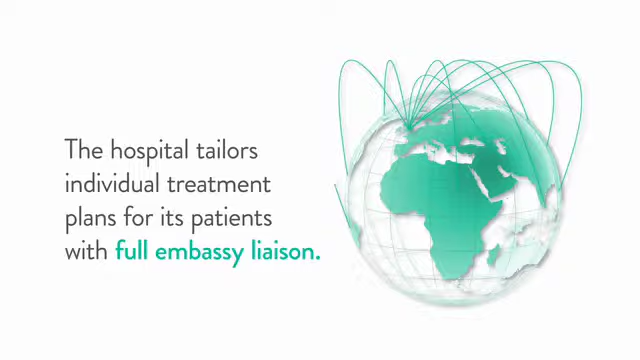 The hospital tailors
individual treatment
plans for its patients
with full embassy liaison.